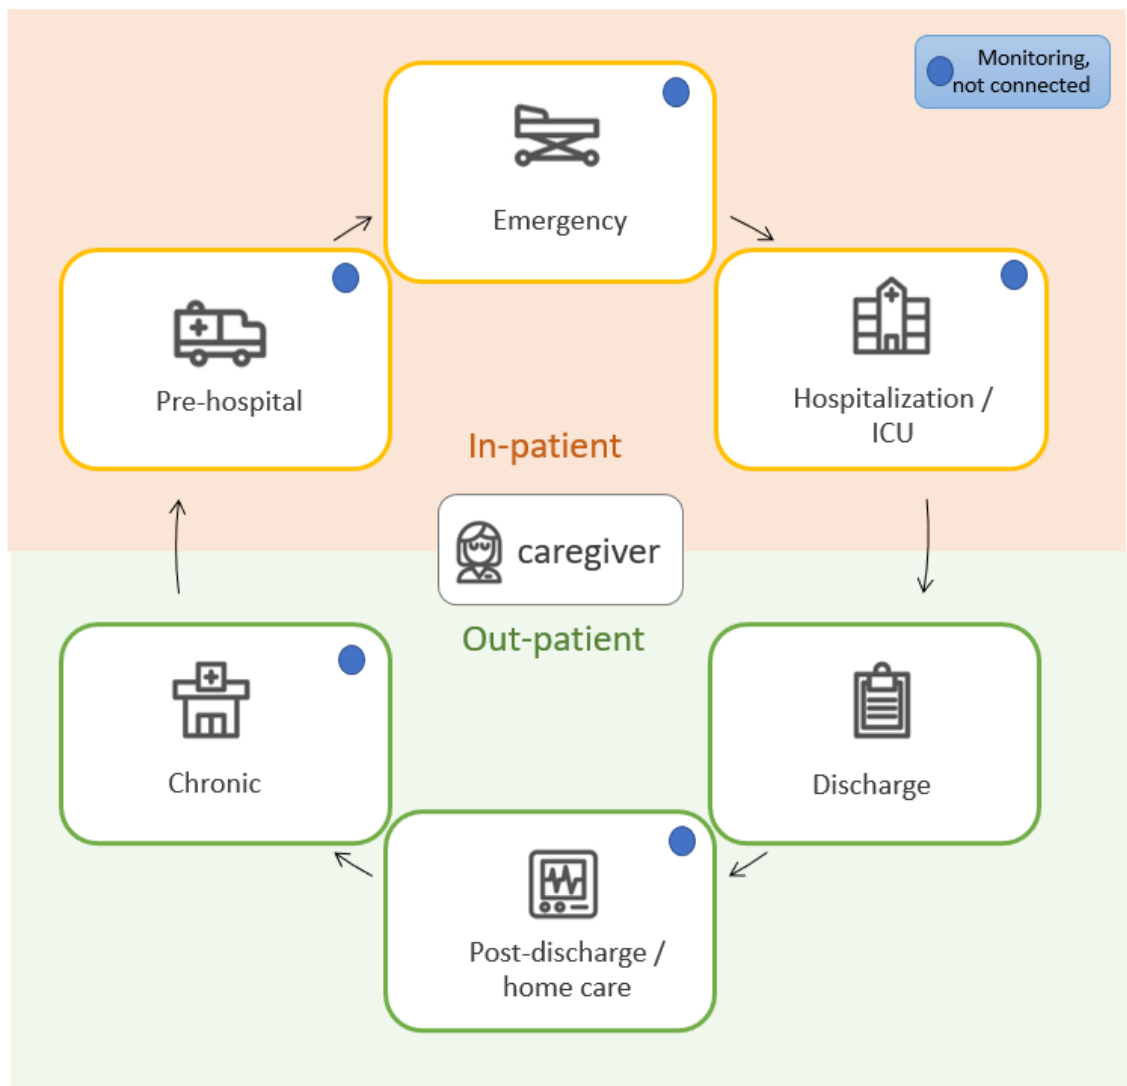 Monitoring,
not connected
Emergency
Pre-hospital
Hospitalization /
ICU
In-patient
caregiver
Out-patient
Chronic
Discharge
Post-discharge /
home care